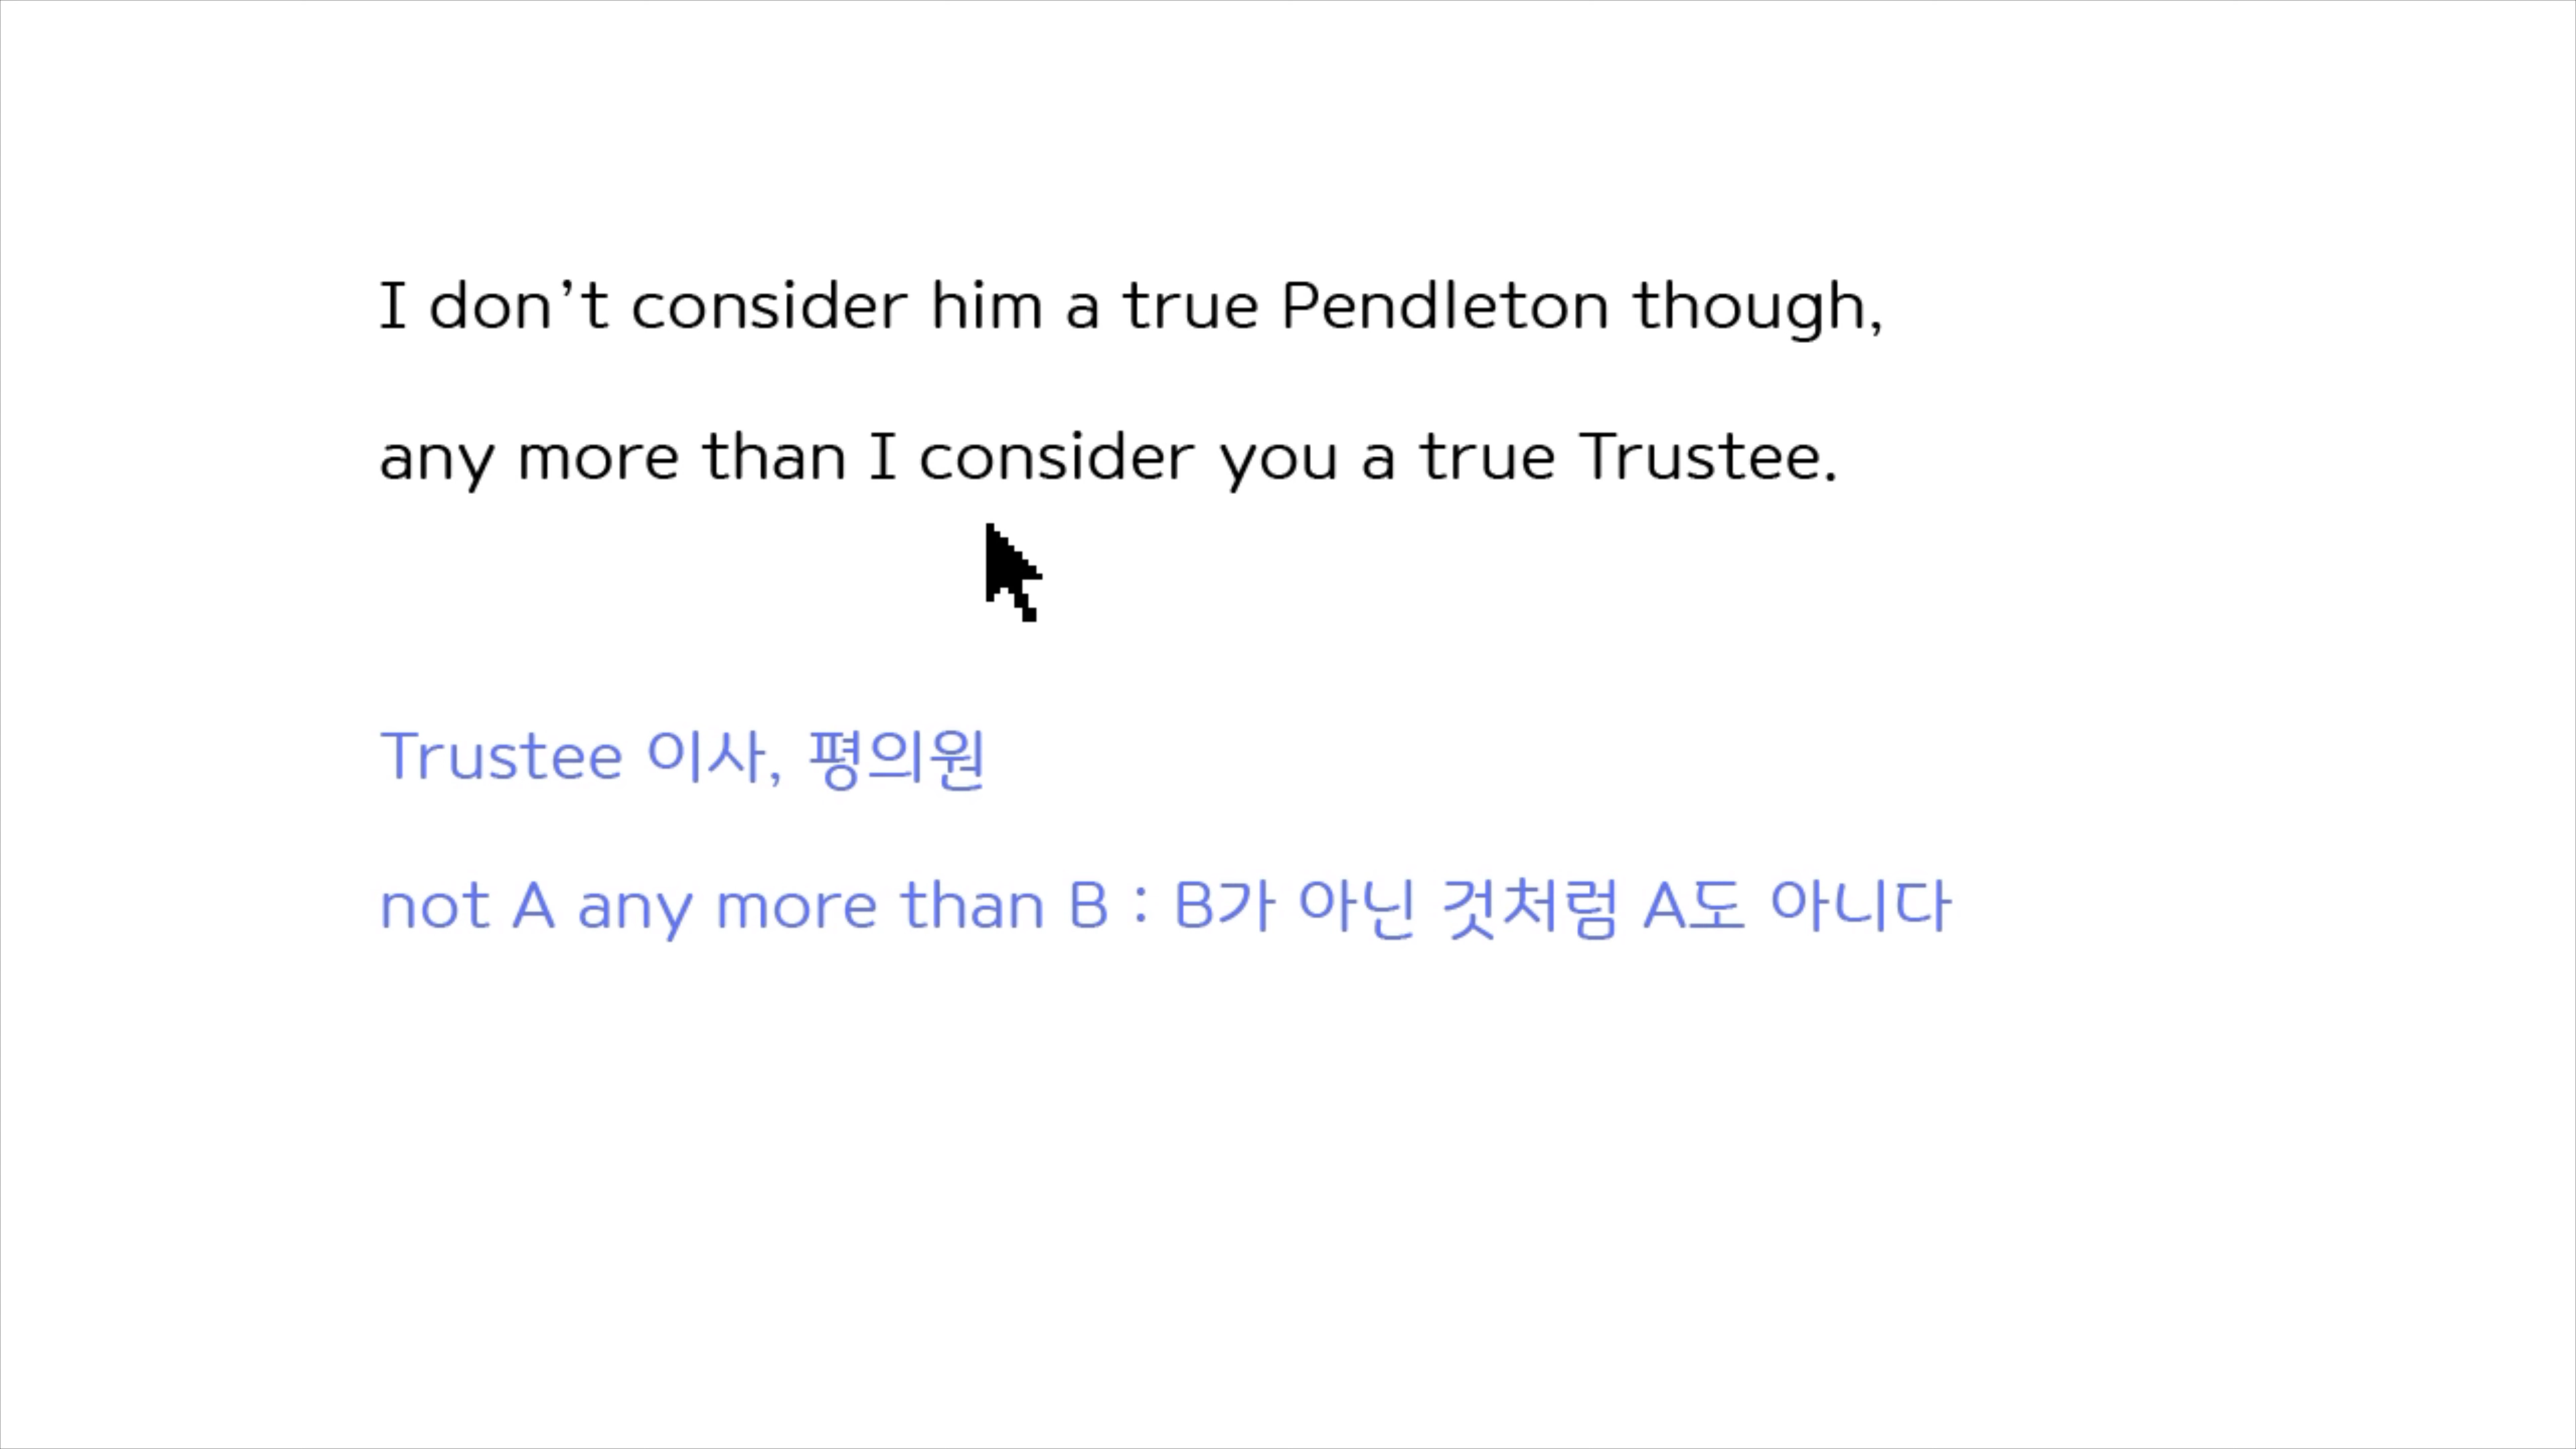 I don’t consider him a true Pendleton though,
any more than I consider you a true Trustee.
Trustee 이사, 평의원
not A any more than B : B가 아닌 것처럼 A도 아니다